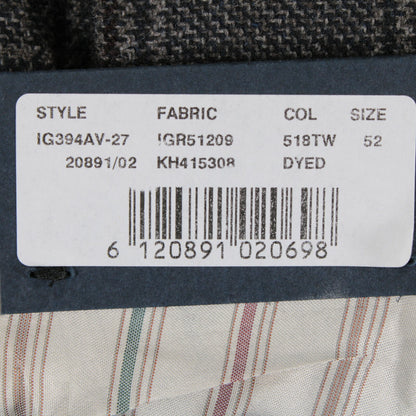 STYLE FABRIC COL SIZE
IG394AV-27 IGR51209 518TW 52
20891/02 KH415308 DYED
6 120891 020698